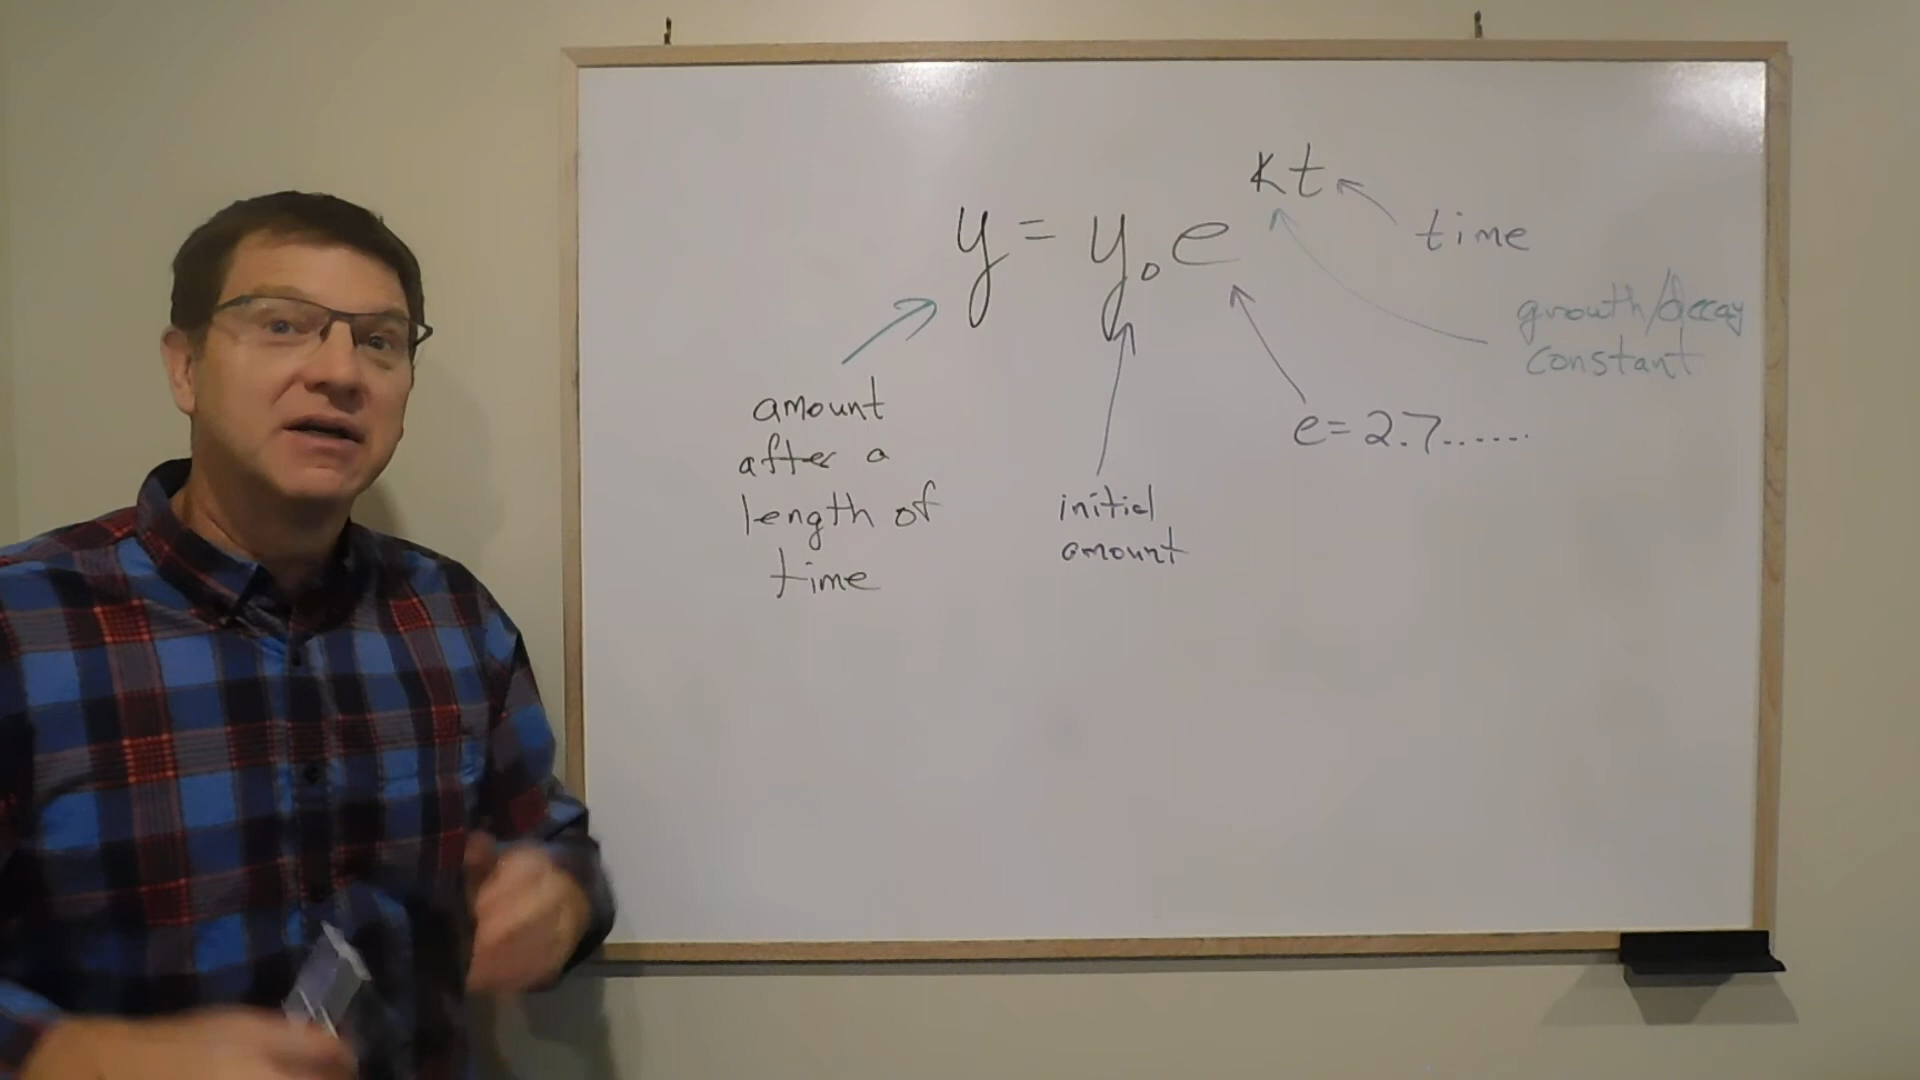 y = y₀e^kt
time
growth/decay
constant
e = 2.7......
amount
after a
length of
time
initial
amount